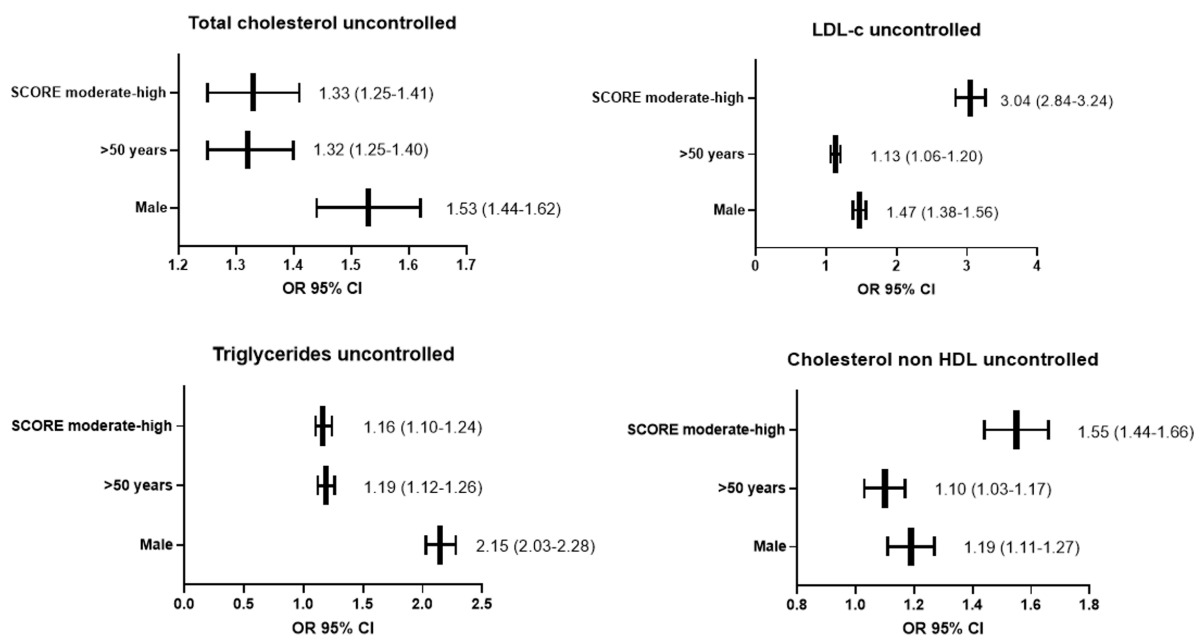 Total cholesterol uncontrolled
SCORE moderate-high
1.33 (1.25-1.41)
>50 years
1.32 (1.25-1.40)
Male
1.53 (1.44-1.62)
1.2 1.3 1.4 1.5 1.6 1.7
OR 95% CI
LDL-c uncontrolled
SCORE moderate-high
3.04 (2.84-3.24)
>50 years
1.13 (1.06-1.20)
Male
1.47 (1.38-1.56)
0 1 2 3 4
OR 95% CI
Triglycerides uncontrolled
SCORE moderate-high
1.16 (1.10-1.24)
>50 years
1.19 (1.12-1.26)
Male
2.15 (2.03-2.28)
0.0 0.5 1.0 1.5 2.0 2.5
OR 95% CI
Cholesterol non HDL uncontrolled
SCORE moderate-high
1.55 (1.44-1.66)
>50 years
1.10 (1.03-1.17)
Male
1.19 (1.11-1.27)
0.8 1.0 1.2 1.4 1.6 1.8
OR 95% CI